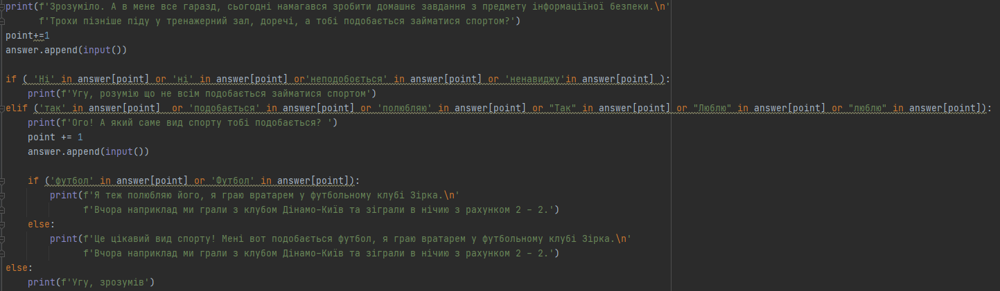 print(f'Зрозуміло. А в мене все гаразд, сьогодні намагався зробити домашнє завдання з предмету інформаціїної безпеки.\n'
f'Трохи пізніше піду у тренажерний зал, доречі, а тобі подобається займатися спортом?')
point+=1
answer.append(input())
if ( 'Ні' in answer[point] or 'ні' in answer[point] or'неподобоється' in answer[point] or 'ненавиджу'in answer[point] ):
print(f'Угу, розумію що не всім подобається займатися спортом')
elif ('так' in answer[point]  or 'подобається' in answer[point] or 'полюбляю' in answer[point] or "Так" in answer[point] or "Люблю" in answer[point] or "люблю" in answer[point]):
print(f'Ого! А який саме вид спорту тобі подобається? ')
point += 1
answer.append(input())
if ('футбол' in answer[point] or 'Футбол' in answer[point]):
print(f'Я теж полюбляю його, я граю вратарем у футбольному клубі Зірка.\n'
f'Вчора наприклад ми грали з клубом Дінамо-Київ та зіграли в нічию з рахунком 2 - 2.')
else:
print(f'Це цікавий вид спорту! Мені вот подобається футбол, я граю вратарем у футбольному клубі Зірка.\n'
f'Вчора наприклад ми грали з клубом Дінамо-Київ та зіграли в нічию з рахунком 2 - 2.')
else:
print(f'Угу, зрозумів')